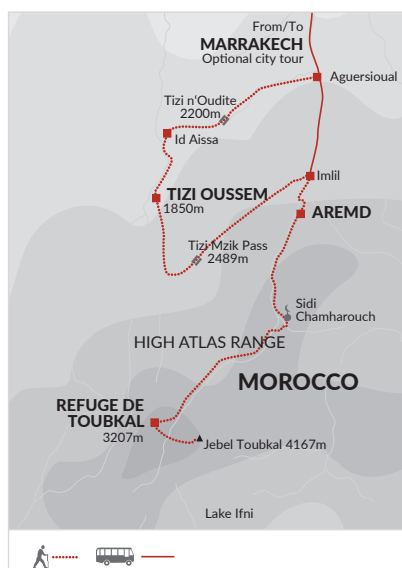 From/To
MARRAKECH
Optional city tour
Aguersioual
Tizi n'Oudite
2200m
Id Aissa
Imlil
TIZI OUSSEM
1850m
AREMD
Tizi Mzik Pass
2489m
Sidi
Chamharouch
HIGH ATLAS RANGE
MOROCCO
REFUGE DE
TOUBKAL
3207m
Jebel Toubkal 4167m
Lake Ifni